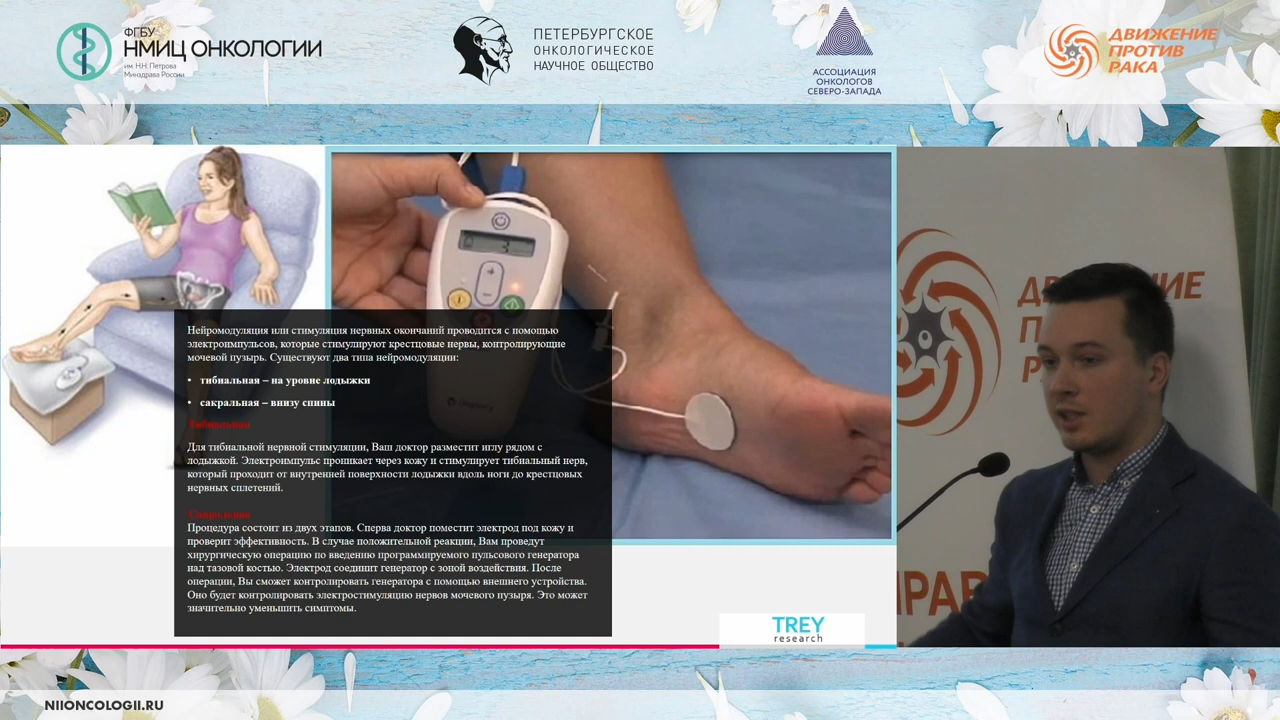 ФГБУ
НМИЦ ОНКОЛОГИИ
им. Н.Н. Петрова
Минздрава России
ПЕТЕРБУРГСКОЕ
ОНКОЛОГИЧЕСКОЕ
НАУЧНОЕ ОБЩЕСТВО
АССОЦИАЦИЯ
ОНКОЛОГОВ
СЕВЕРО-ЗАПАДА
ДВИЖЕНИЕ
ПРОТИВ
РАКА
3
Нейромодуляция или стимуляция нервных окончаний проводится с помощью
электроимпульсов, которые стимулируют крестцовые нервы, контролирующие
мочевой пузырь. Существуют два типа нейромодуляции:
• тибиальная – на уровне лодыжки
• сакральная – внизу спины
Тибиальная
Для тибиальной нервной стимуляции, Ваш доктор разместит иглу рядом с
лодыжкой. Электроимпульс проникает через кожу и стимулирует тибиальный нерв,
который проходит от внутренней поверхности лодыжки вдоль ноги до крестцовых
нервных сплетений.
Сакральная
Процедура состоит из двух этапов. Сперва доктор поместит электрод под кожу и
проверит эффективность. В случае положительной реакции, Вам проведут
хирургическую операцию по введению программируемого пульсового генератора
над тазовой костью. Электрод соединит генератор с зоной воздействия. После
операции, Вы сможет контролировать генератора с помощью внешнего устройства.
Оно будет контролировать электростимуляцию нервов мочевого пузыря. Это может
значительно уменьшить симптомы.
TREY
research
NIIONCOLOGII.RU